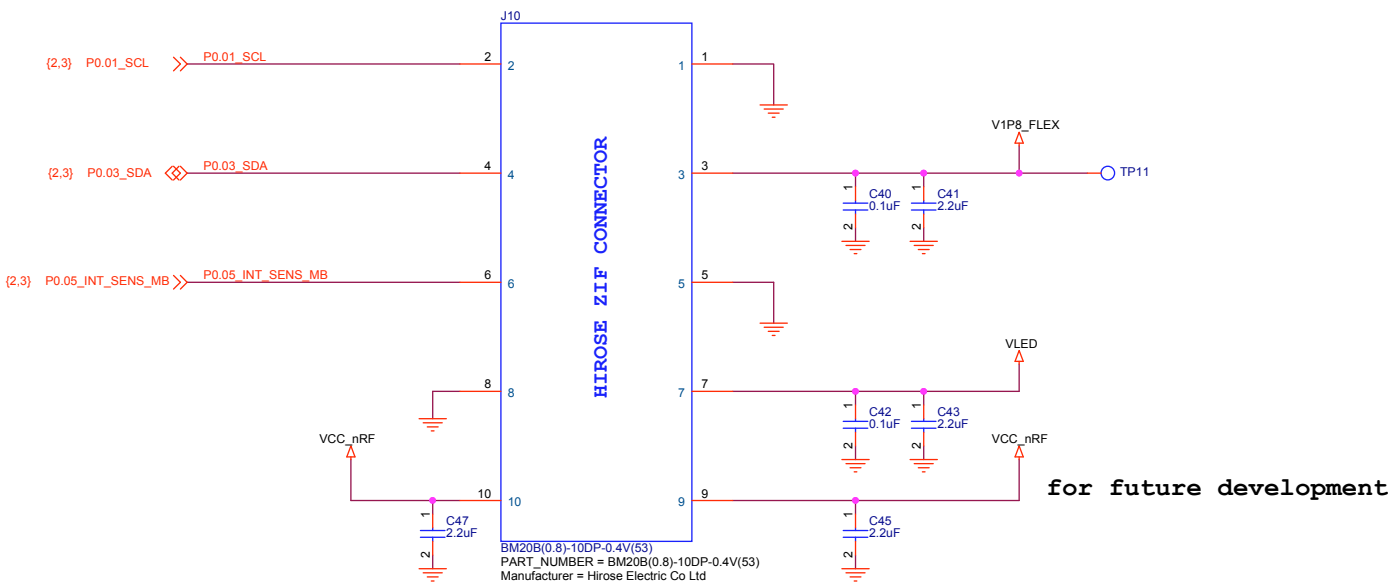 J10
{2,3} P0.01_SCL P0.01_SCL 2 2 1 1
V1P8_FLEX
{2,3} P0.03_SDA P0.03_SDA 4 4 3 3 TP11
1 C40 0.1uF 2
1 C41 2.2uF 2
HIROSE ZIF CONNECTOR
{2,3} P0.05_INT_SENS_MB P0.05_INT_SENS_MB 6 6 5 5
VLED
8 8 7 7
1 C42 0.1uF 2
1 C43 2.2uF 2
VCC_nRF
VCC_nRF
10 10 9 9
for future development
1 C47 2.2uF 2
1 C45 2.2uF 2
BM20B(0.8)-10DP-0.4V(53)
PART_NUMBER = BM20B(0.8)-10DP-0.4V(53)
Manufacturer = Hirose Electric Co Ltd